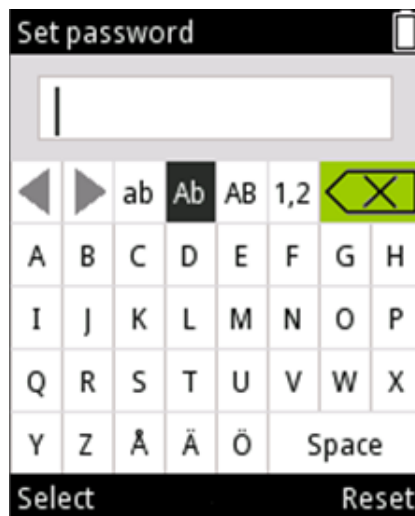 Set password
ab Ab AB 1,2
A B C D E F G H
I J K L M N O P
Q R S T U V W X
Y Z Å Ä Ö Space
Select Reset